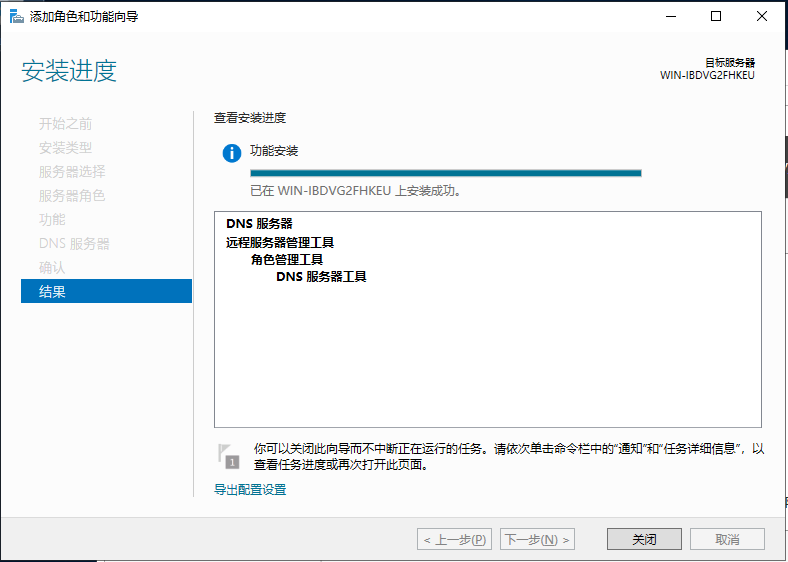 添加角色和功能向导
安装进度
目标服务器
WIN-IBDVG2FHKEU
开始之前
安装类型
服务器选择
服务器角色
功能
DNS 服务器
确认
结果
查看安装进度
功能安装
已在 WIN-IBDVG2FHKEU 上安装成功。
DNS 服务器
远程服务器管理工具
角色管理工具
DNS 服务器工具
1
你可以关闭此向导而不中断正在运行的任务。请依次单击命令栏中的“通知”和“任务详细信息”，以
查看任务进度或再次打开此页面。
导出配置设置
< 上一步(P) 下一步(N) > 关闭 取消